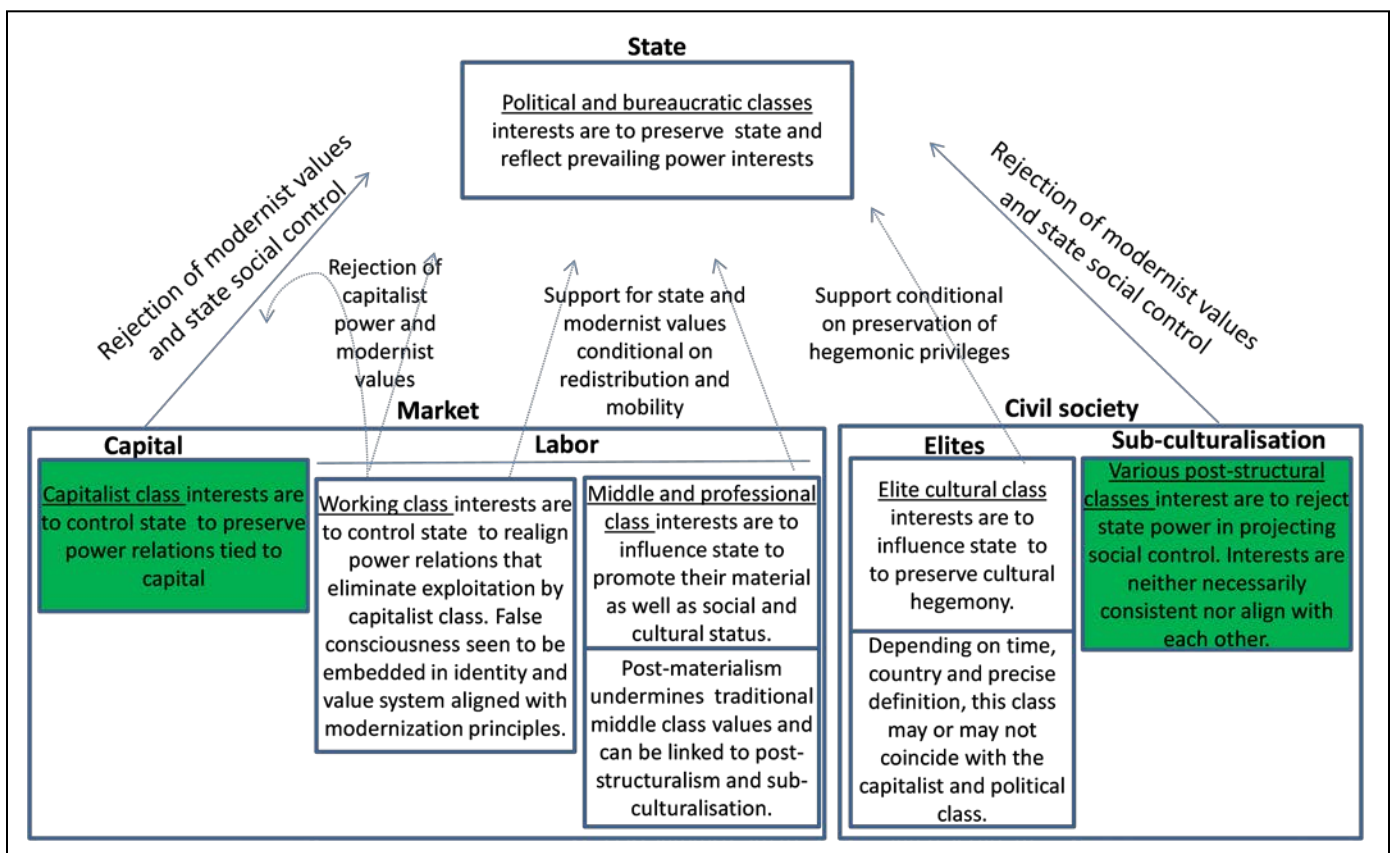 State
Political and bureaucratic classes
interests are to preserve state and
reflect prevailing power interests
Rejection of modernist values
and state social control
Rejection of
capitalist
power and
modernist
values
Support for state and
modernist values
conditional on
redistribution and
mobility
Support conditional
on preservation of
hegemonic privileges
Rejection of modernist values
and state social control
Market
Capital
Capitalist class interests are
to control state to preserve
power relations tied to
capital
Labor
Working class interests are
to control state to realign
power relations that
eliminate exploitation by
capitalist class. False
consciousness seen to be
embedded in identity and
value system aligned with
modernization principles.
Middle and professional
class interests are to
influence state to
promote their material
as well as social and
cultural status.
Post-materialism
undermines traditional
middle class values and
can be linked to post-
structuralism and sub-
culturalisation.
Civil society
Elites
Elite cultural class
interests are to
influence state to
to preserve cultural
hegemony.
Depending on time,
country and precise
definition, this class
may or may not
coincide with the
capitalist and political
class.
Sub-culturalisation
Various post-structural
classes interest are to reject
state power in projecting
social control. Interests are
neither necessarily
consistent nor align with
each other.